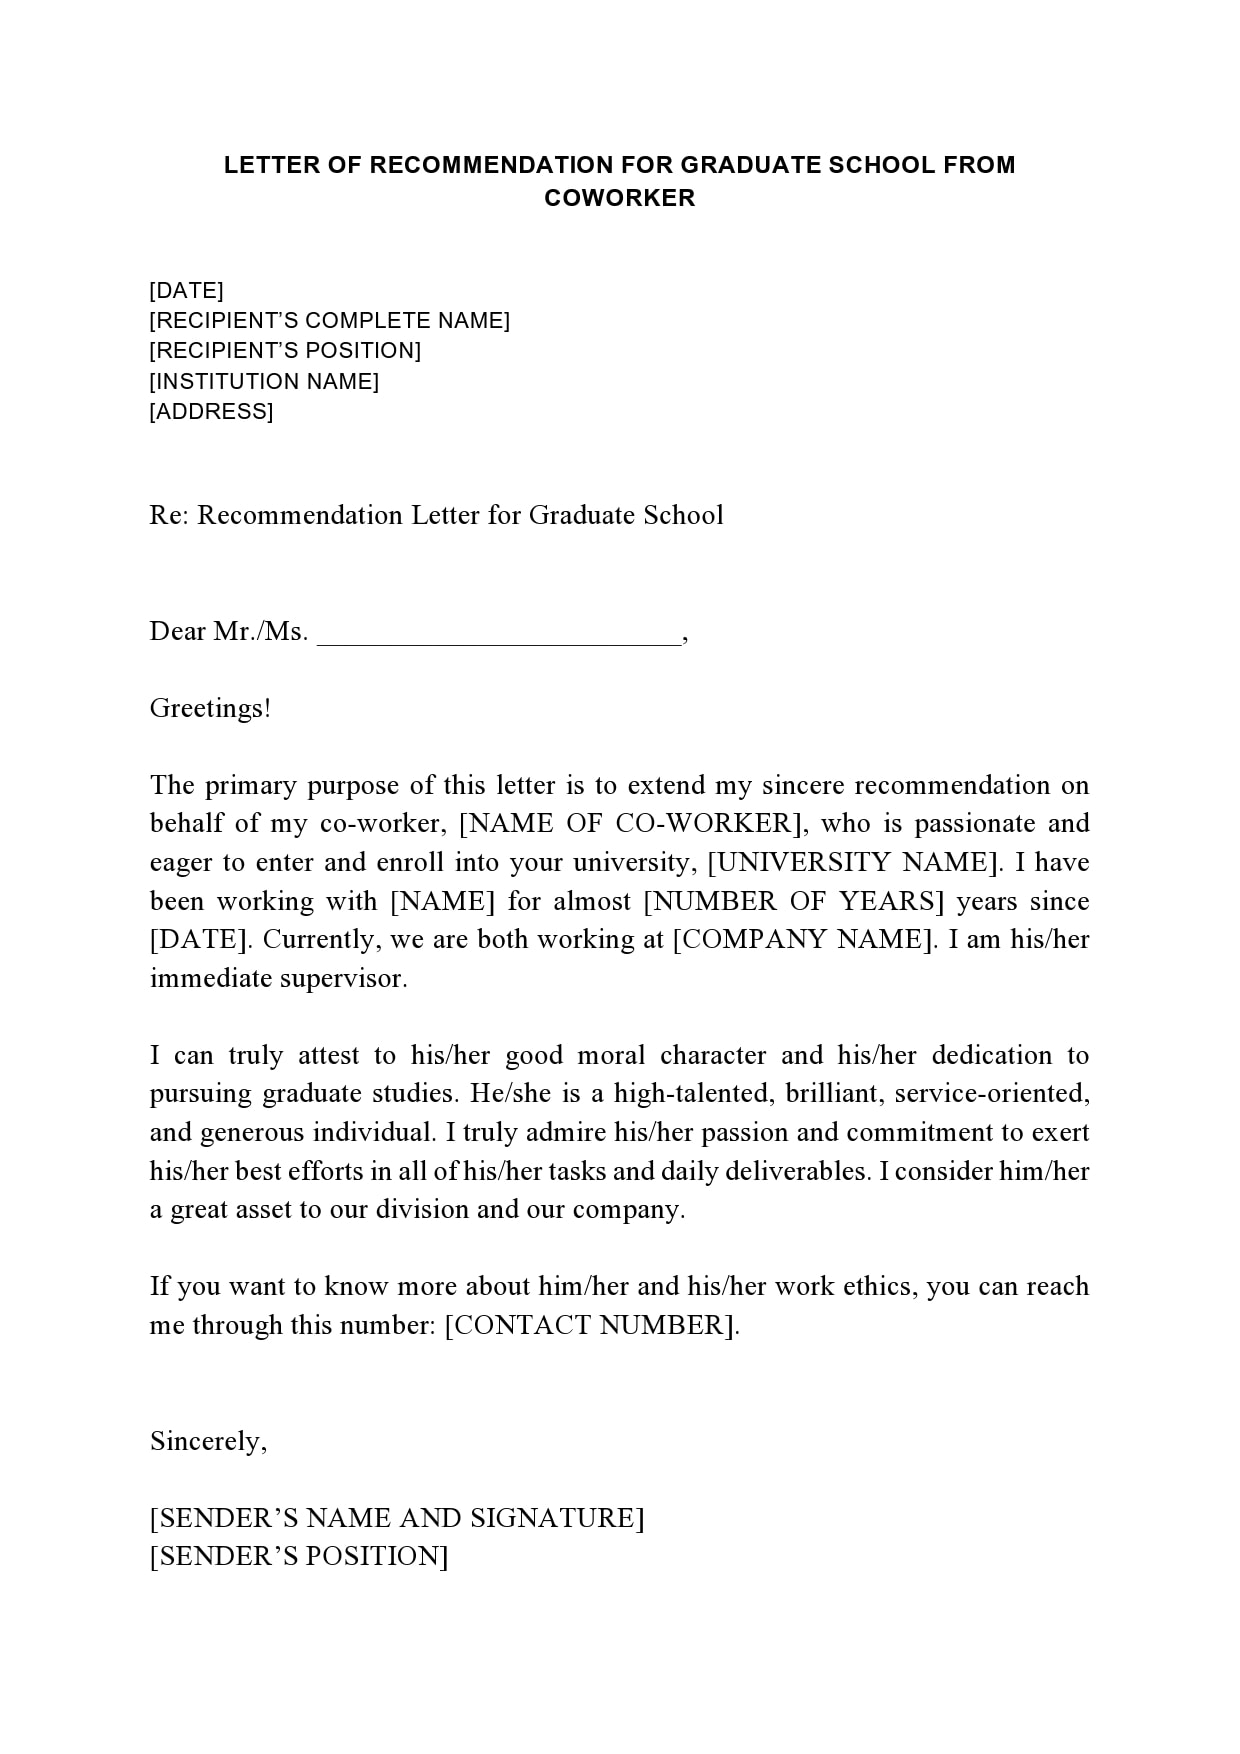 LETTER OF RECOMMENDATION FOR GRADUATE SCHOOL FROM
COWORKER
[DATE]
[RECIPIENT’S COMPLETE NAME]
[RECIPIENT’S POSITION]
[INSTITUTION NAME]
[ADDRESS]
Re: Recommendation Letter for Graduate School
Dear Mr./Ms. __________________________,
Greetings!
The primary purpose of this letter is to extend my sincere recommendation on
behalf of my co-worker, [NAME OF CO-WORKER], who is passionate and
eager to enter and enroll into your university, [UNIVERSITY NAME]. I have
been working with [NAME] for almost [NUMBER OF YEARS] years since
[DATE]. Currently, we are both working at [COMPANY NAME]. I am his/her
immediate supervisor.
I can truly attest to his/her good moral character and his/her dedication to
pursuing graduate studies. He/she is a high-talented, brilliant, service-oriented,
and generous individual. I truly admire his/her passion and commitment to exert
his/her best efforts in all of his/her tasks and daily deliverables. I consider him/her
a great asset to our division and our company.
If you want to know more about him/her and his/her work ethics, you can reach
me through this number: [CONTACT NUMBER].
Sincerely,
[SENDER’S NAME AND SIGNATURE]
[SENDER’S POSITION]